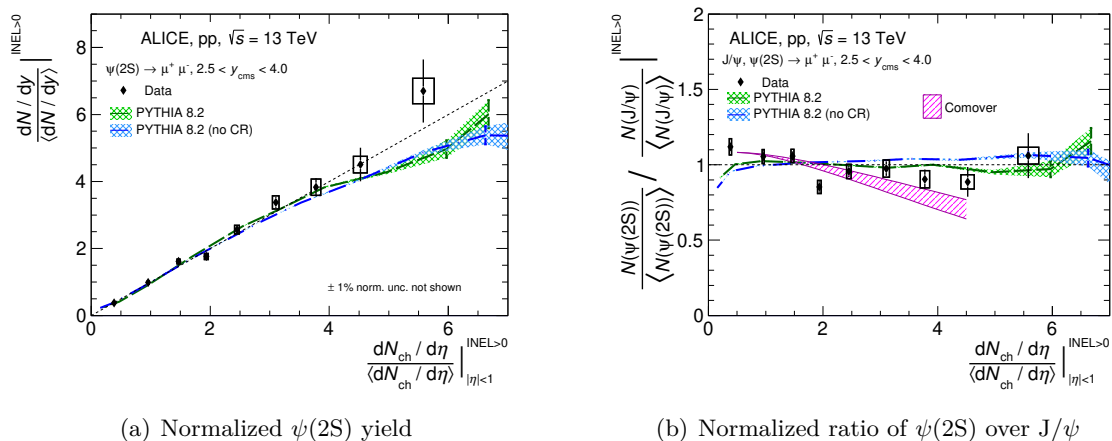 ALICE, pp, √s = 13 TeV
ψ(2S) → μ⁺ μ⁻, 2.5 < y_cms < 4.0
Data
PYTHIA 8.2
PYTHIA 8.2 (no CR)
± 1% norm. unc. not shown
dN / dy
⟨dN / dy⟩
INEL>0
8
6
4
2
0
0 2 4 6
dN_ch / dη
⟨dN_ch / dη⟩
INEL>0
|η|<1
(a) Normalized ψ(2S) yield
ALICE, pp, √s = 13 TeV
J/ψ, ψ(2S) → μ⁺ μ⁻, 2.5 < y_cms < 4.0
Data
PYTHIA 8.2
PYTHIA 8.2 (no CR)
Comover
N(ψ(2S))
⟨N(ψ(2S))⟩
/
N(J/ψ)
⟨N(J/ψ)⟩
INEL>0
2
1.5
1
0.5
0
0 2 4 6
dN_ch / dη
⟨dN_ch / dη⟩
INEL>0
|η|<1
(b) Normalized ratio of ψ(2S) over J/ψ